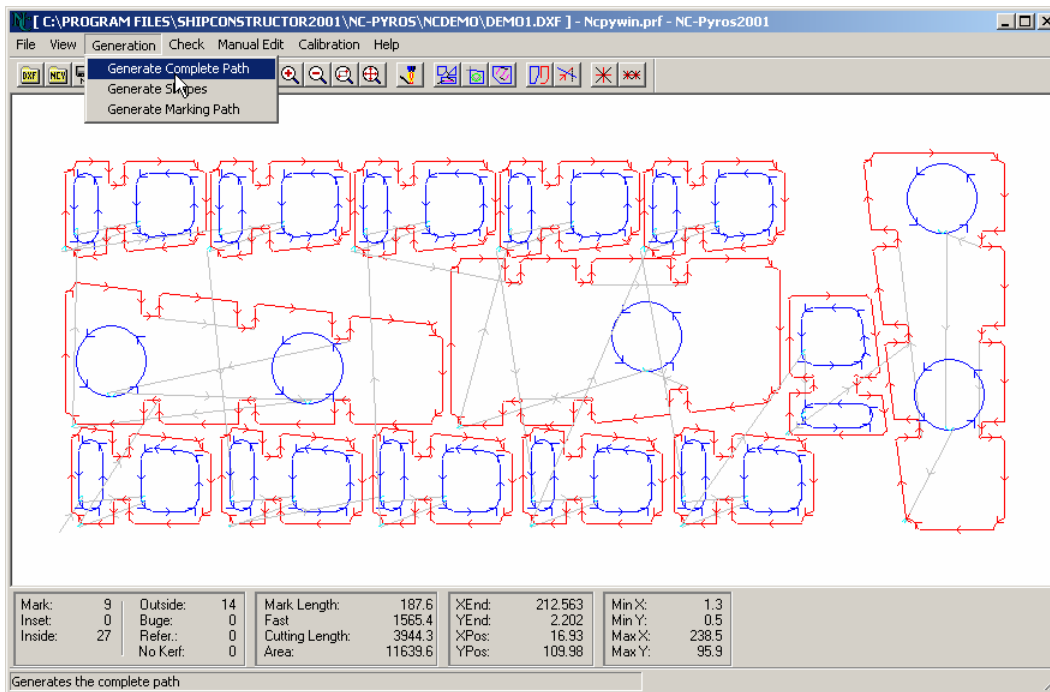 [ C:\PROGRAM FILES\SHIPCONSTRUCTOR2001\NC-PYROS\NCDEMO\DEMO1.DXF ] - Ncpywin.prf - NC-Pyros2001
File View Generation Check Manual Edit Calibration Help
DXF NCY
Generate Complete Path
Generate Shapes
Generate Marking Path
Mark: 9 Outside: 14 Mark Length: 187.6 XEnd: 212.563 Min X: 1.3
Inset: 0 Buge: 0 Fast 1565.4 YEnd: 2.202 Min Y: 0.5
Inside: 27 Refer.: 0 Cutting Length: 3944.3 XPos: 16.93 Max X: 238.5
No Kerf: 0 Area: 11639.6 YPos: 109.98 Max Y: 95.9
Generates the complete path